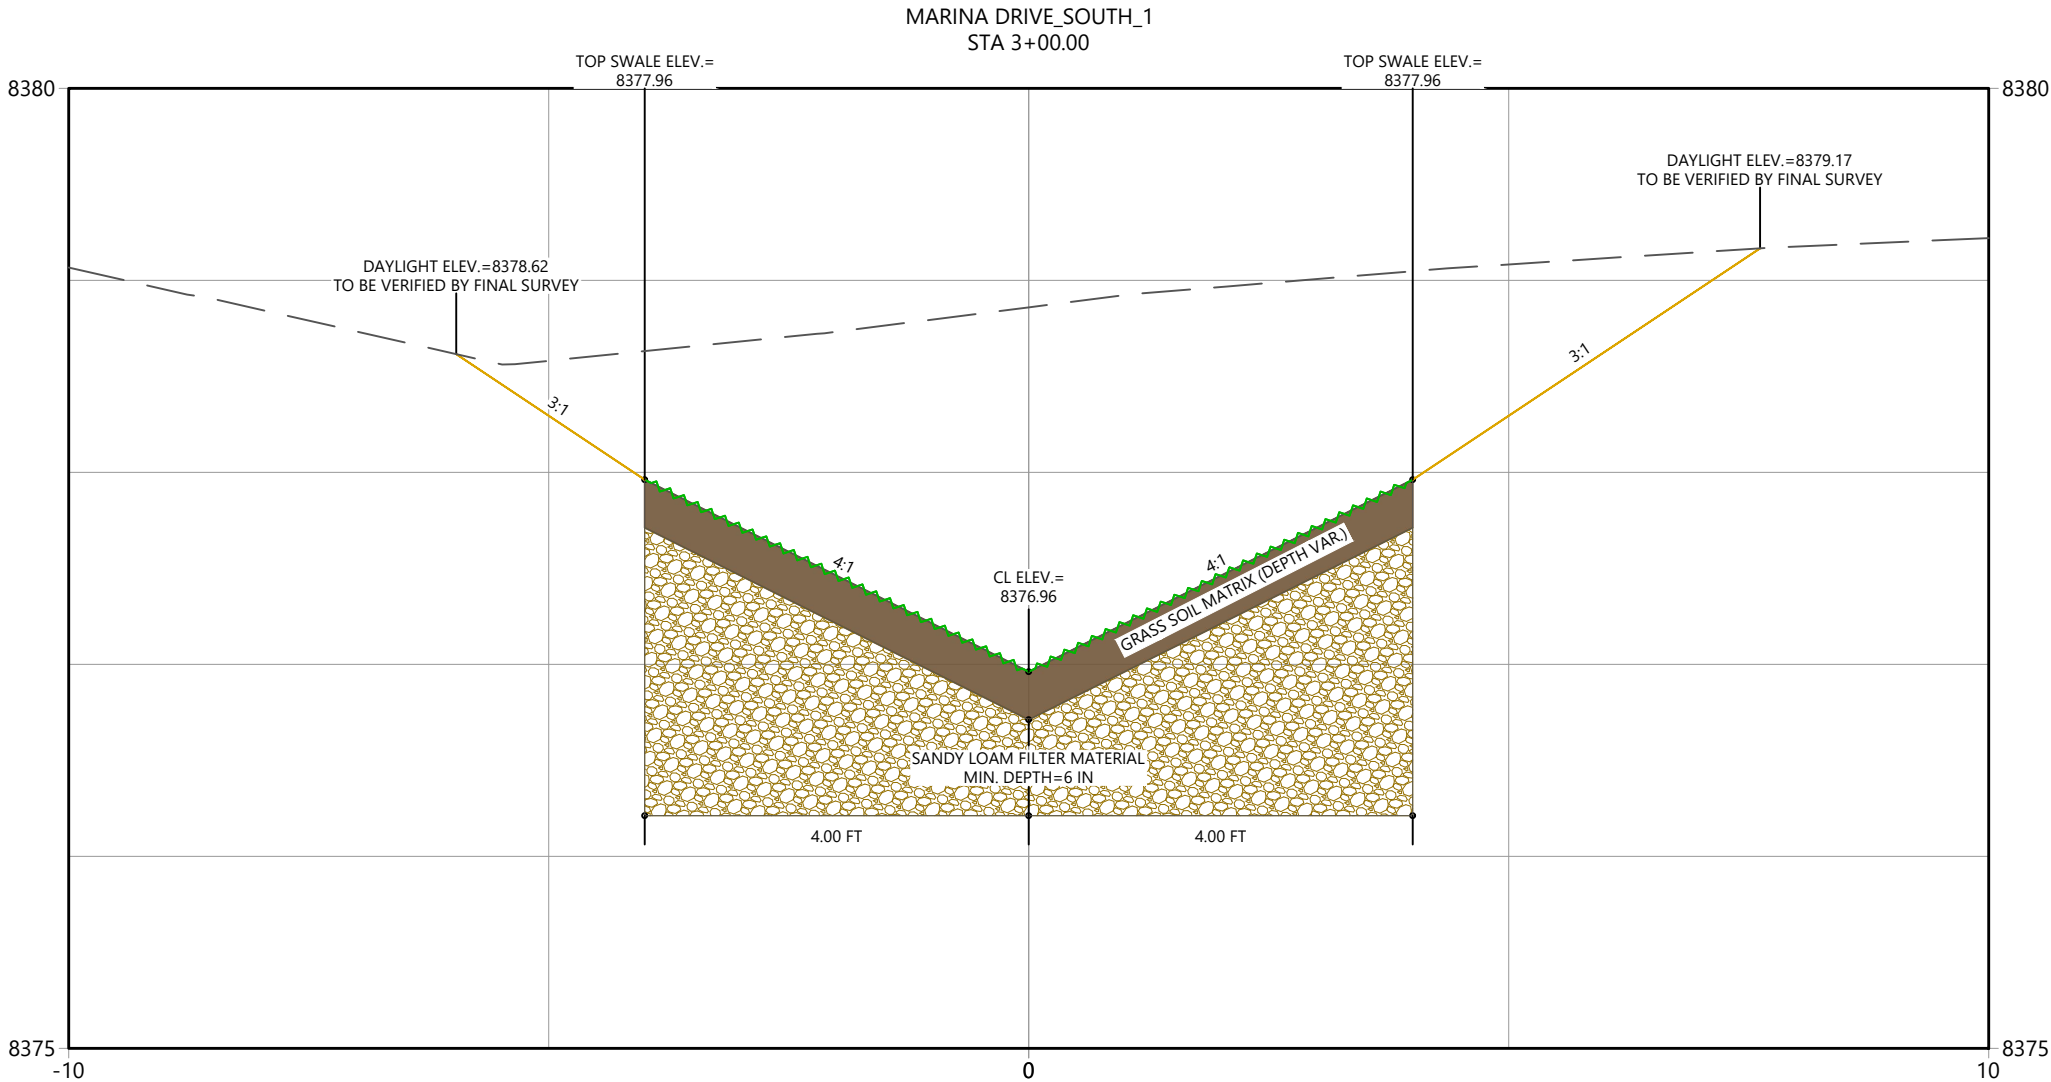 MARINA DRIVE_SOUTH_1
STA 3+00.00
TOP SWALE ELEV.=
8377.96
TOP SWALE ELEV.=
8377.96
8380
8380
DAYLIGHT ELEV.=8379.17
TO BE VERIFIED BY FINAL SURVEY
DAYLIGHT ELEV.=8378.62
TO BE VERIFIED BY FINAL SURVEY
3:1
3:1
4:1
4:1
GRASS SOIL MATRIX (DEPTH VAR.)
CL ELEV.=
8376.96
SANDY LOAM FILTER MATERIAL
MIN. DEPTH=6 IN
4.00 FT
4.00 FT
8375
8375
-10
0
10